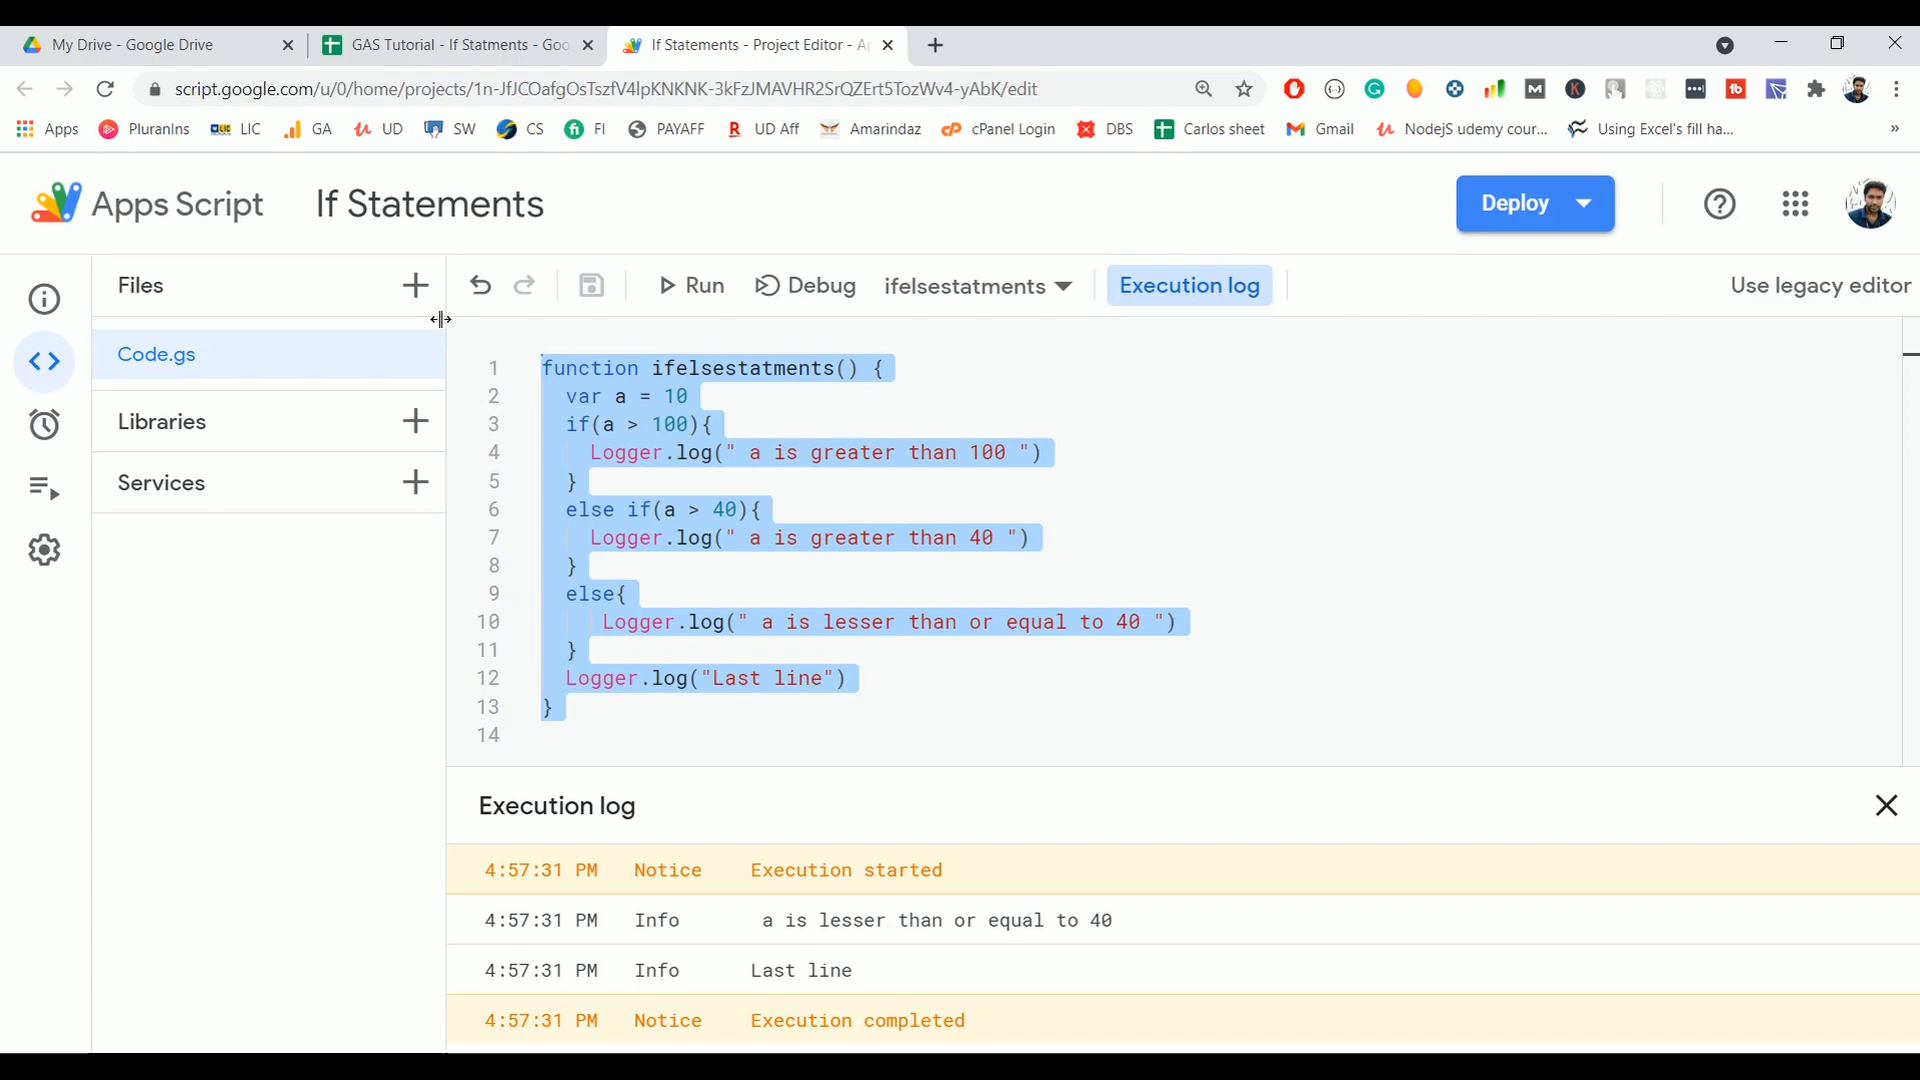 My Drive - Google Drive
GAS Tutorial - If Statments - Goo
If Statements - Project Editor - A
script.google.com/u/0/home/projects/1n-JfJCOafgOsTszfV4lpKNKNK-3kFzJMAVHR2SrQZErt5TozWv4-yAbK/edit
Apps
PluranIns
LIC
GA
UD
SW
CS
FI
PAYAFF
UD Aff
Amarindaz
cPanel Login
DBS
Carlos sheet
Gmail
NodejS udemy cour...
Using Excel's fill ha...
»
Apps Script
If Statements
Deploy
Files
Run
Debug
ifelsestatments
Execution log
Use legacy editor
Code.gs
Libraries
Services
1 function ifelsestatments() {
2 var a = 10
3 if(a > 100){
4 Logger.log(" a is greater than 100 ")
5 }
6 else if(a > 40){
7 Logger.log(" a is greater than 40 ")
8 }
9 else{
10 Logger.log(" a is lesser than or equal to 40 ")
11 }
12 Logger.log("Last line")
13 }
14
Execution log
4:57:31 PM Notice Execution started
4:57:31 PM Info a is lesser than or equal to 40
4:57:31 PM Info Last line
4:57:31 PM Notice Execution completed